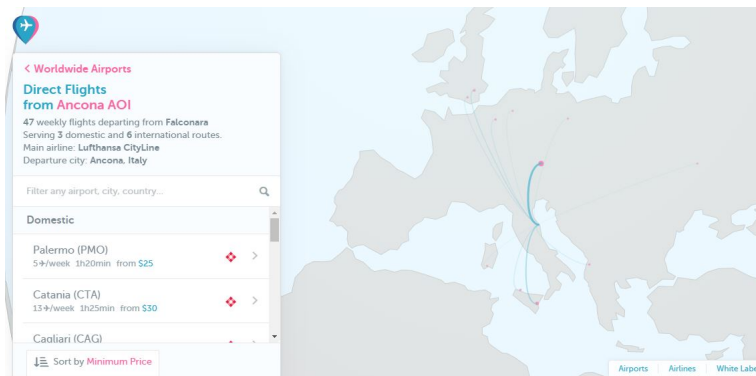 < Worldwide Airports
Direct Flights
from Ancona AOI
47 weekly flights departing from Falconara
Serving 3 domestic and 6 international routes.
Main airline: Lufthansa CityLine
Departure city: Ancona, Italy
Filter any airport, city, country...
Domestic
Palermo (PMO)
5✈/week 1h20min from $25
Catania (CTA)
13✈/week 1h25min from $30
Cagliari (CAG)
Sort by Minimum Price
Airports Airlines White Labe